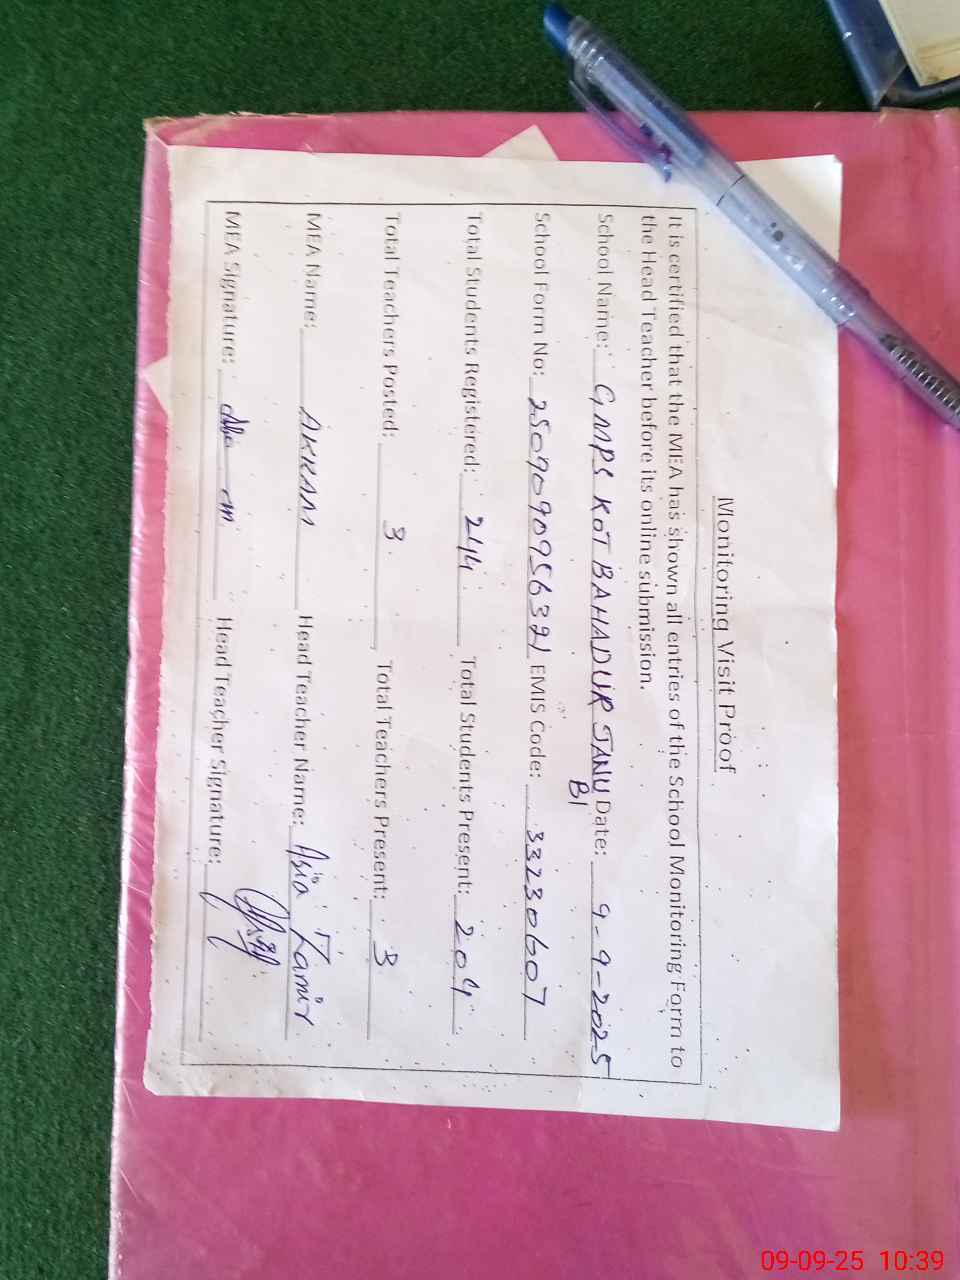 Monitoring Visit Proof
It is certified that the MEA has shown all entries of the School Monitoring Form to
the Head Teacher before its online submission.
School Name: GMPS KOT BAHADUR JANU Date: 9-9-2025
BI
School Form No: 2509090956321 EMIS Code: 33230607
Total Students Registered: 244 Total Students Present: 204
Total Teachers Posted: 3 Total Teachers Present: 3
MEA Name: AKRAM Head Teacher Name: Asia Zamir
MEA Signature: Head Teacher Signature:
09-09-25 10:39